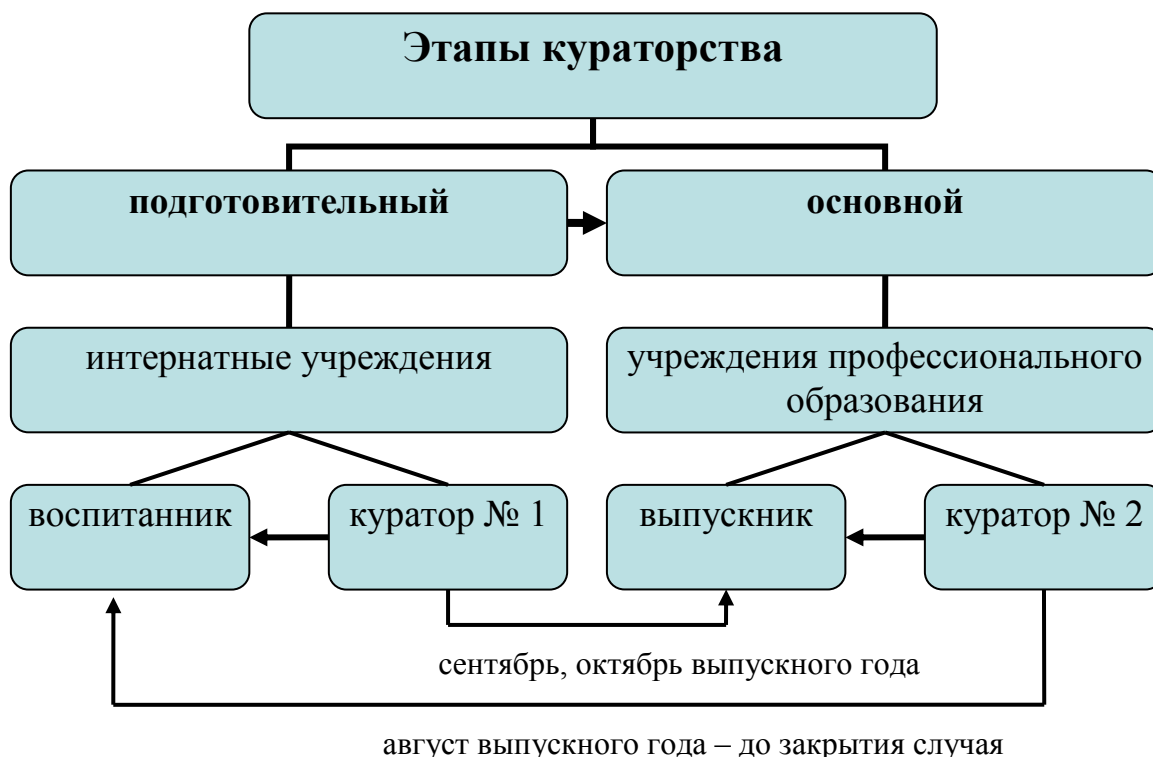 Этапы кураторства
подготовительный
основной
интернатные учреждения
учреждения профессионального
образования
воспитанник
куратор № 1
выпускник
куратор № 2
сентябрь, октябрь выпускного года
август выпускного года – до закрытия случая